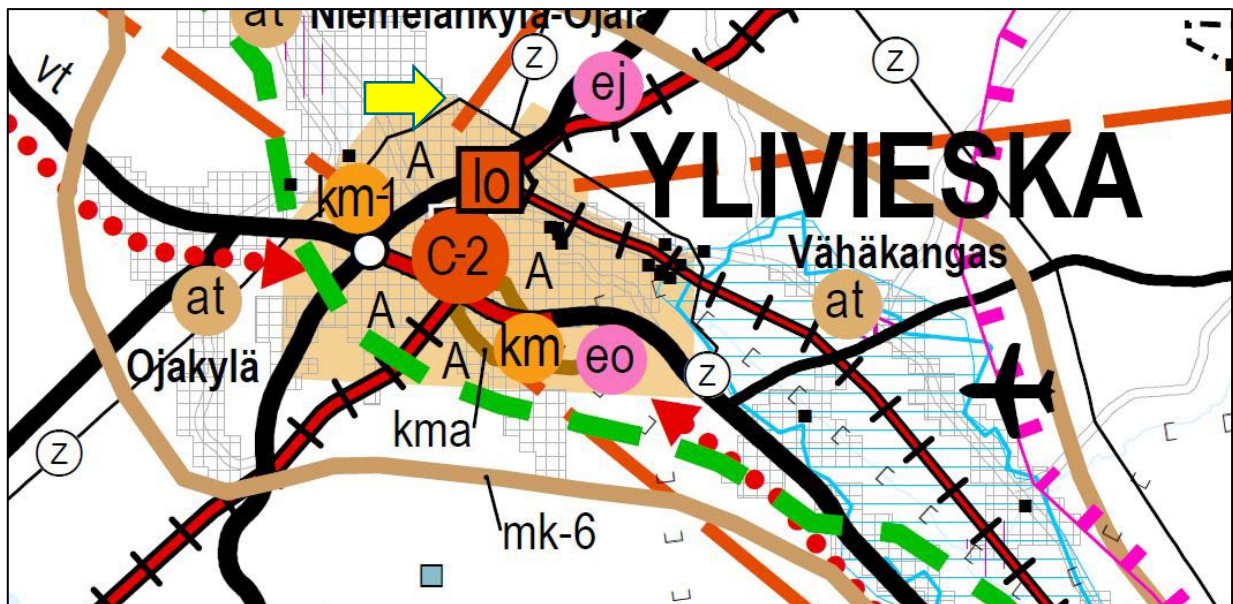 at
Niemelänkylä-Ojala
vt
z
z
ej
YLIVIESKA
A
lo
km-1
C-2
Vähäkangas
at
A
at
A
Ojakylä
km
eo
A
z
kma
z
mk-6